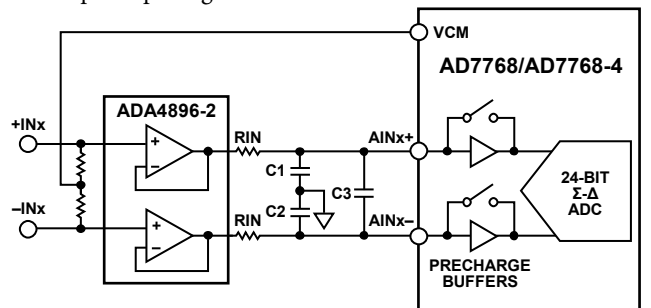 VCM
AD7768/AD7768-4
ADA4896-2
+INx
RIN
AINx+
+
–
C1
C3
24-BIT
Σ-Δ
ADC
C2
–INx
RIN
AINx–
+
–
PRECHARGE
BUFFERS